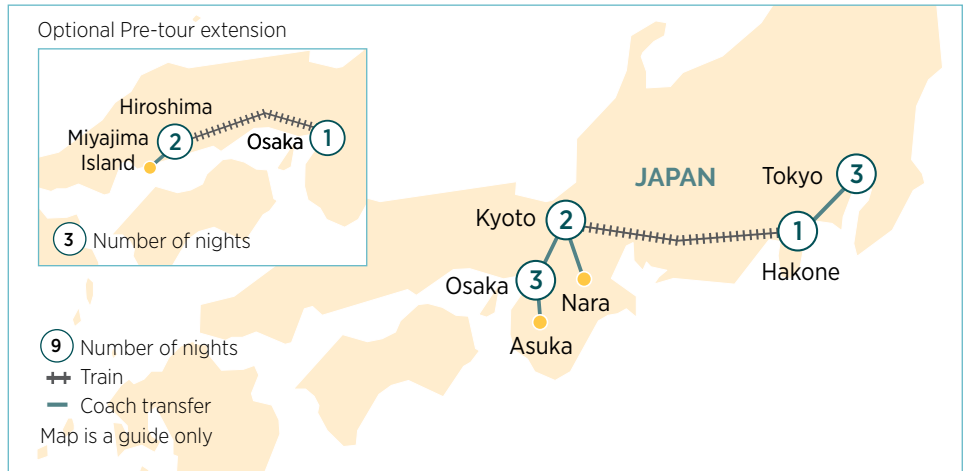 Optional Pre-tour extension
Hiroshima
Miyajima
Island
2
Osaka
1
3 Number of nights
JAPAN
Tokyo
3
Kyoto
2
1
Hakone
Osaka
3
Nara
Asuka
9 Number of nights
Train
Coach transfer
Map is a guide only